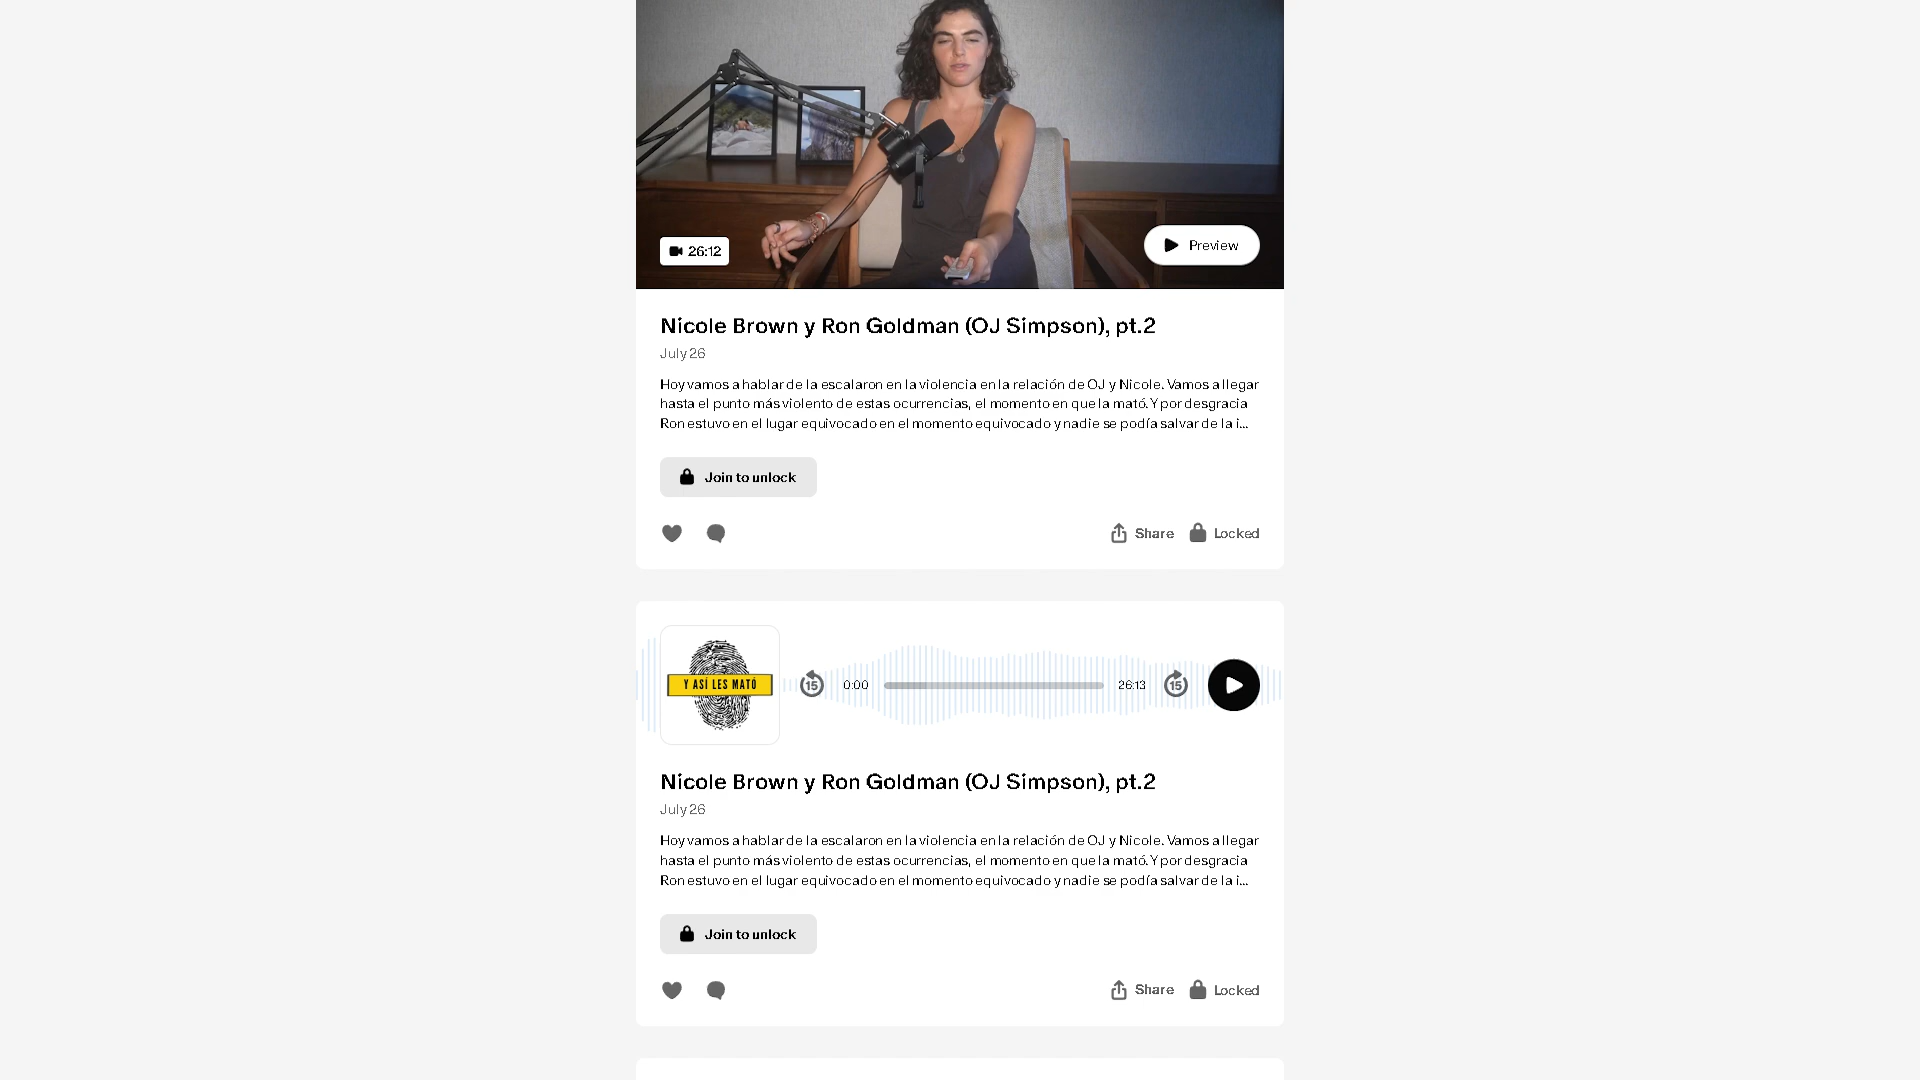 26:12
Preview
Nicole Brown y Ron Goldman (OJ Simpson), pt.2
July 26
Hoy vamos a hablar de la escalaron en la violencia en la relación de OJ y Nicole. Vamos a llegar
hasta el punto más violento de estas ocurrencias, el momento en que la mató. Y por desgracia
Ron estuvo en el lugar equivocado en el momento equivocado y nadie se podía salvar de la i...
Join to unlock
Share
Locked
Y ASÍ LES MATÓ
15
0:00
26:13
15
Nicole Brown y Ron Goldman (OJ Simpson), pt.2
July 26
Hoy vamos a hablar de la escalaron en la violencia en la relación de OJ y Nicole. Vamos a llegar
hasta el punto más violento de estas ocurrencias, el momento en que la mató. Y por desgracia
Ron estuvo en el lugar equivocado en el momento equivocado y nadie se podía salvar de la i...
Join to unlock
Share
Locked